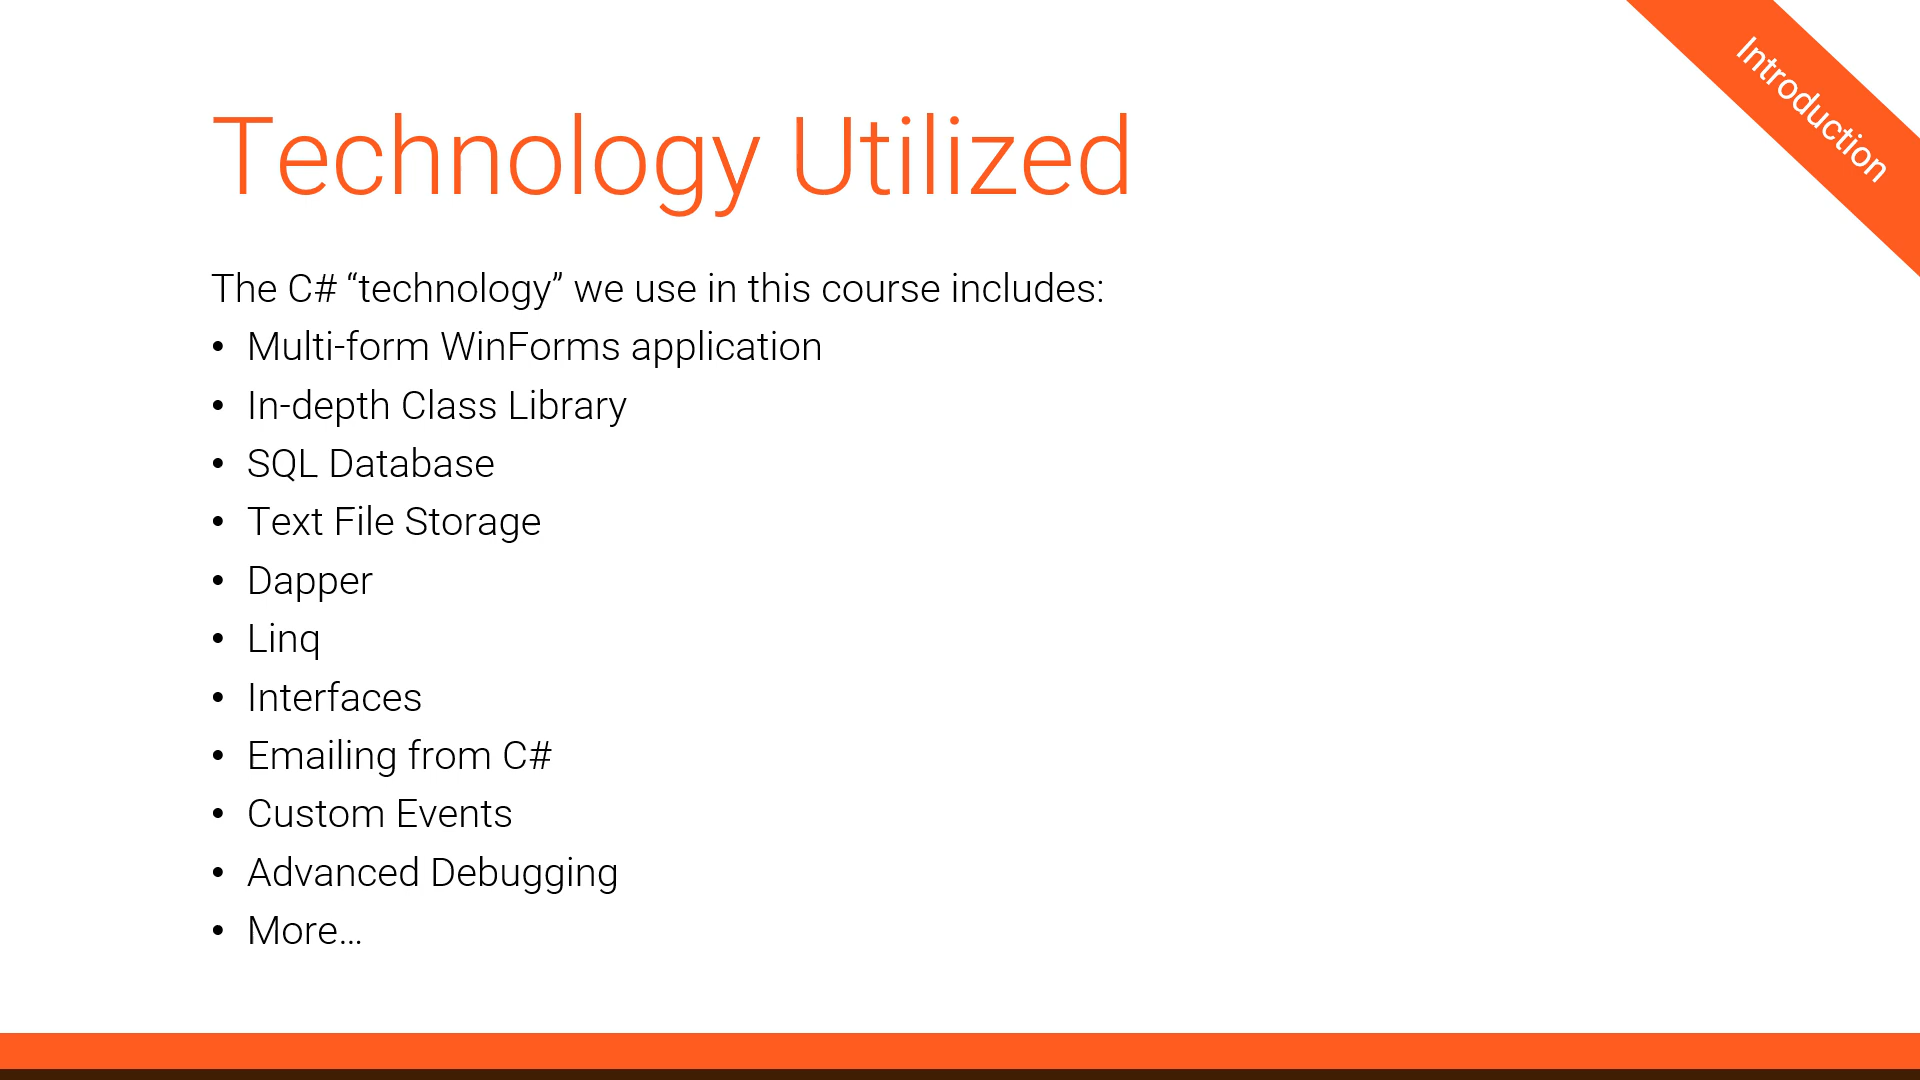 Introduction
Technology Utilized
The C# “technology” we use in this course includes:
• Multi-form WinForms application
• In-depth Class Library
• SQL Database
• Text File Storage
• Dapper
• Linq
• Interfaces
• Emailing from C#
• Custom Events
• Advanced Debugging
• More…